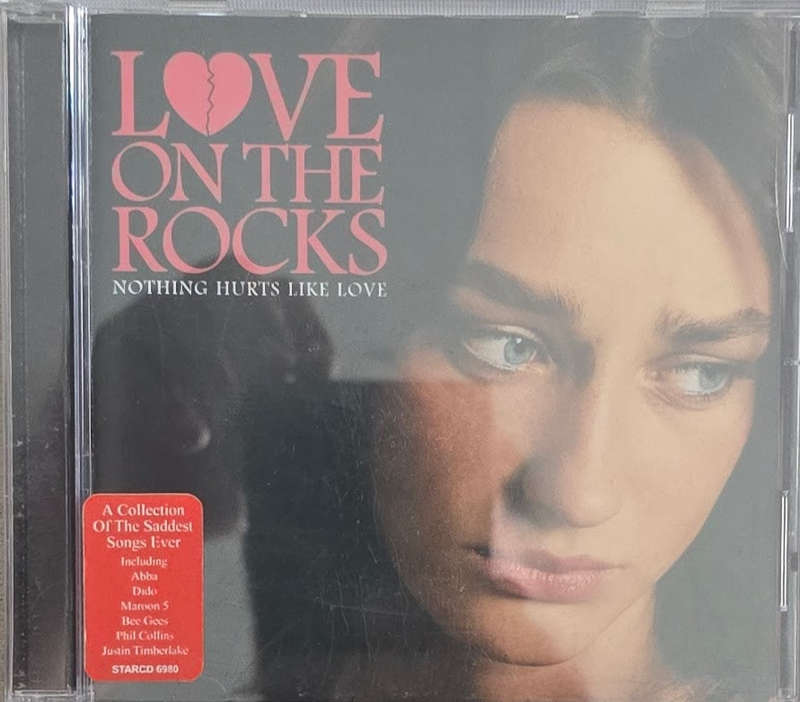 LOVE
ON THE
ROCKS
NOTHING HURTS LIKE LOVE
A Collection
Of The Saddest
Songs Ever
Including
Abba
Dido
Maroon 5
Bee Gees
Phil Collins
Justin Timberlake
STARCD 6980